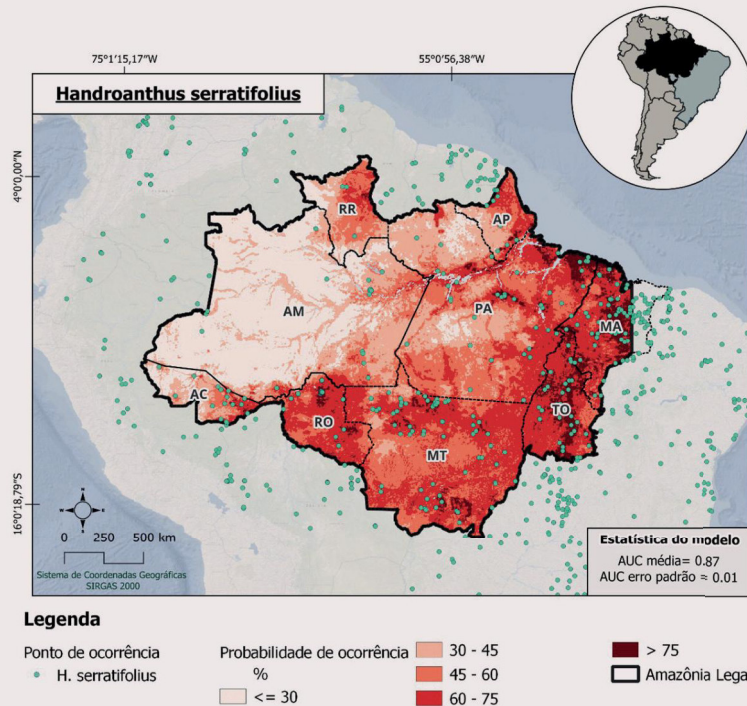 75°1'15,17"W
55°0'56,38"W
Handroanthus serratifolius
4°0'0,00"N
16°0'18,79"S
RR
AP
AM
PA
MA
AC
RO
TO
MT
N
W
E
S
0 250 500 km
Sistema de Coordenadas Geográficas
SIRGAS 2000
Estatística do modelo
AUC média= 0.87
AUC erro padrão ≈ 0.01
Legenda
Ponto de ocorrência
H. serratifolius
Probabilidade de ocorrência
%
<= 30
30 - 45
45 - 60
60 - 75
> 75
Amazônia Lega